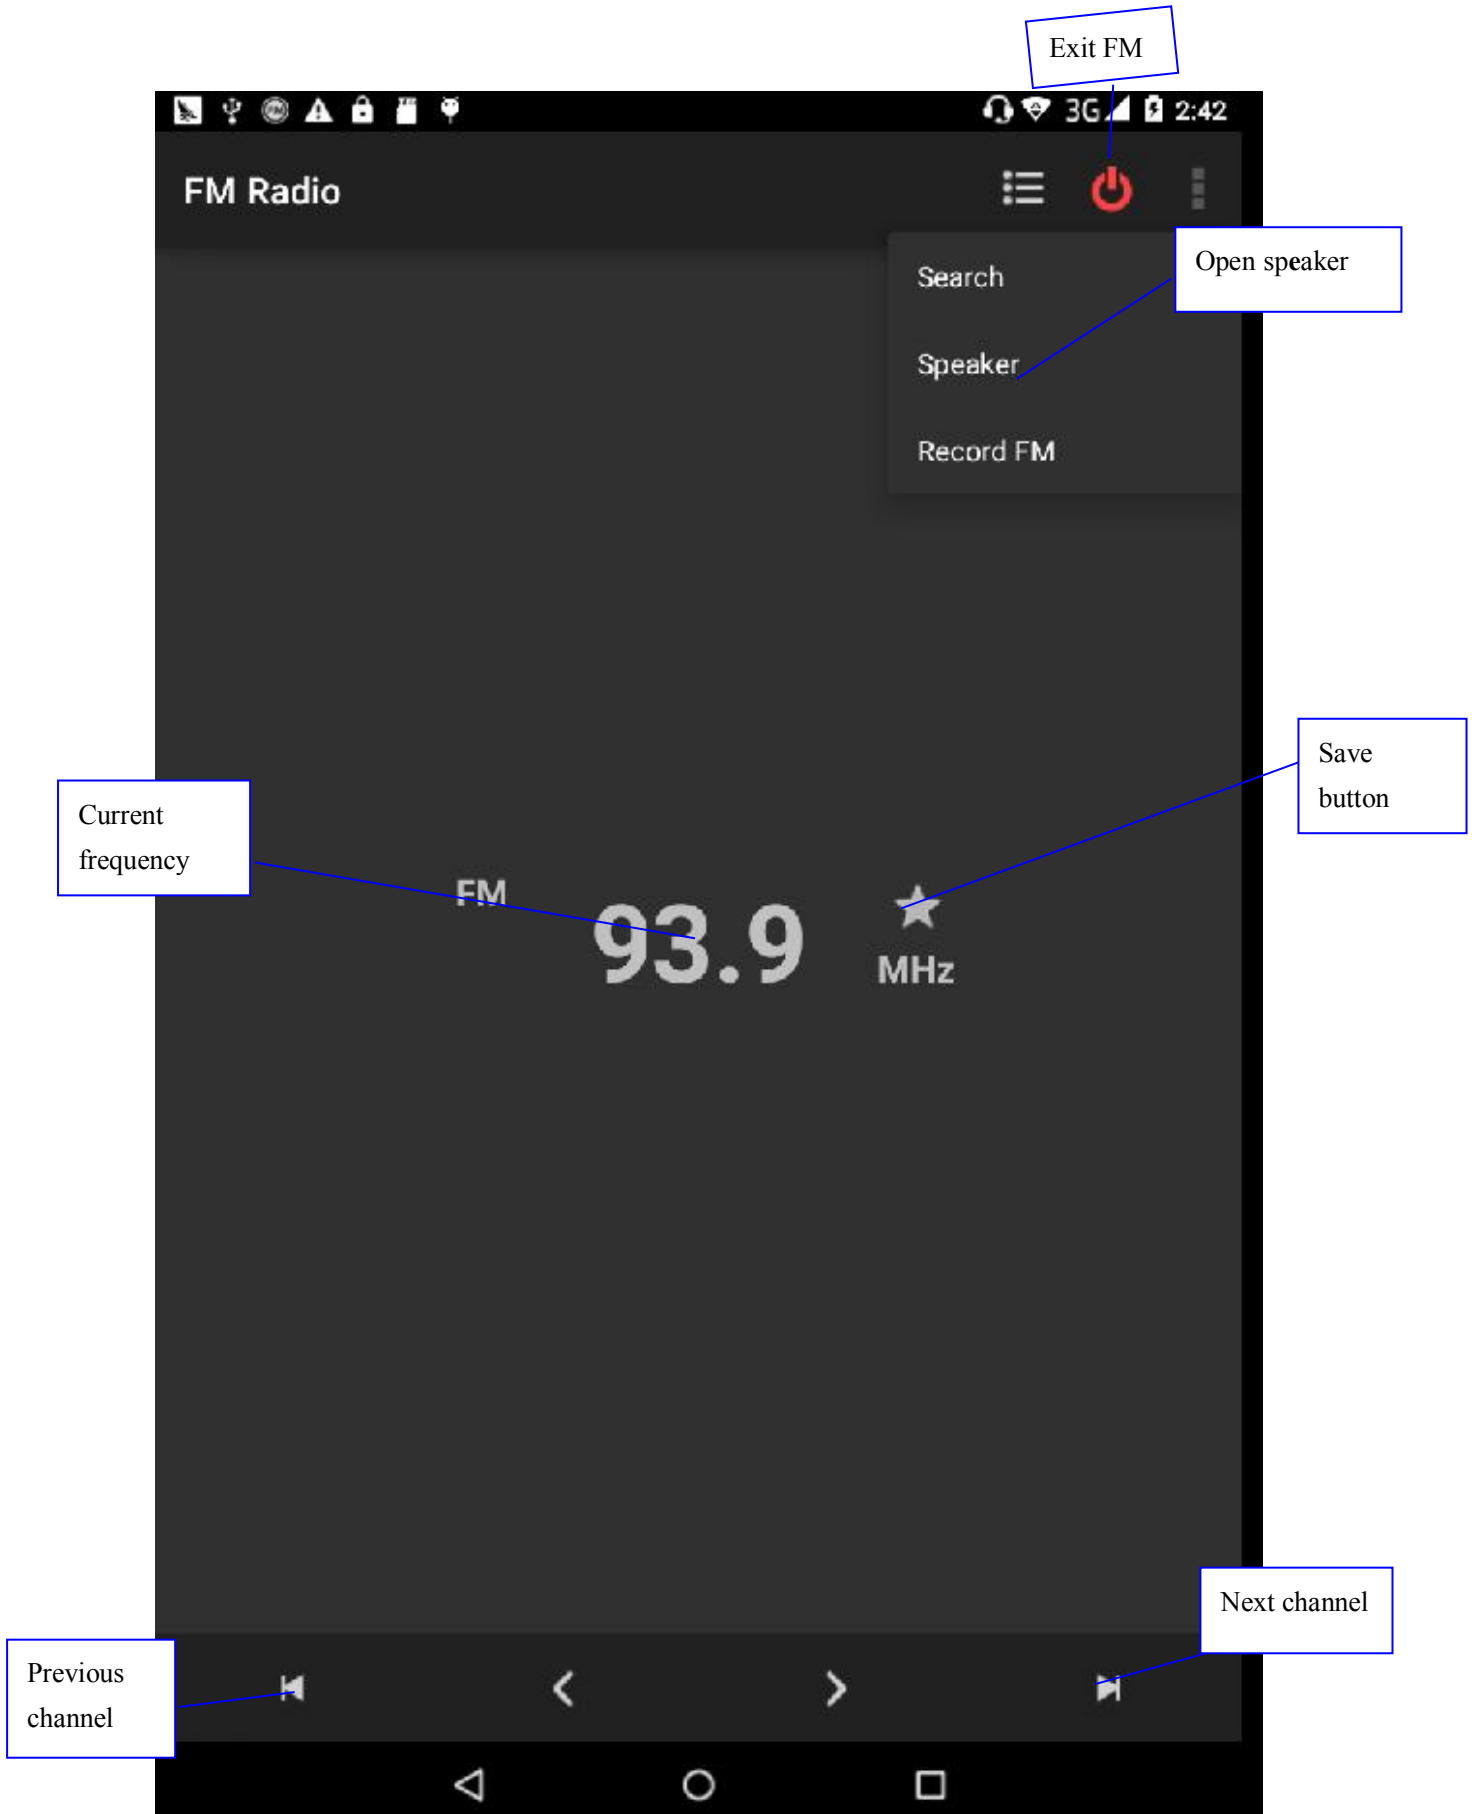 Exit FM
3G 2:42
FM Radio
Search
Open speaker
Speaker
Record FM
Save
button
Current
frequency
FM
93.9
MHz
Next channel
Previous
channel